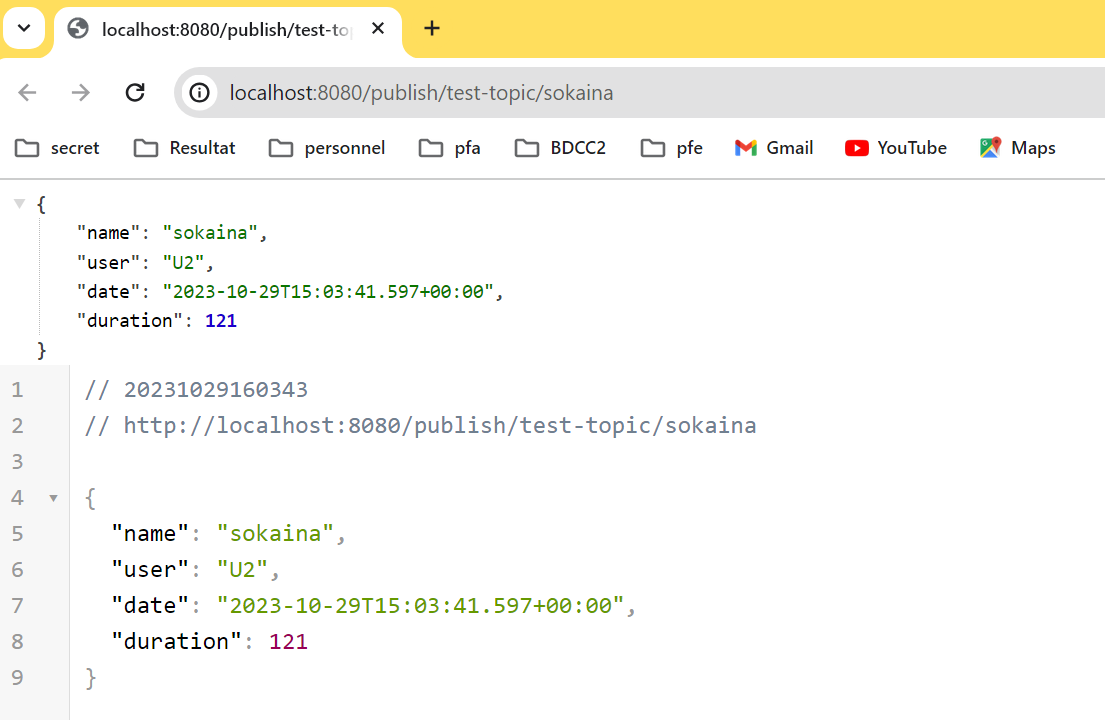 localhost:8080/publish/test-to
localhost:8080/publish/test-topic/sokaina
secret Resultat personnel pfa BDCC2 pfe Gmail YouTube Maps
{
"name": "sokaina",
"user": "U2",
"date": "2023-10-29T15:03:41.597+00:00",
"duration": 121
}
1 // 20231029160343
2 // http://localhost:8080/publish/test-topic/sokaina
3
4 {
5 "name": "sokaina",
6 "user": "U2",
7 "date": "2023-10-29T15:03:41.597+00:00",
8 "duration": 121
9 }